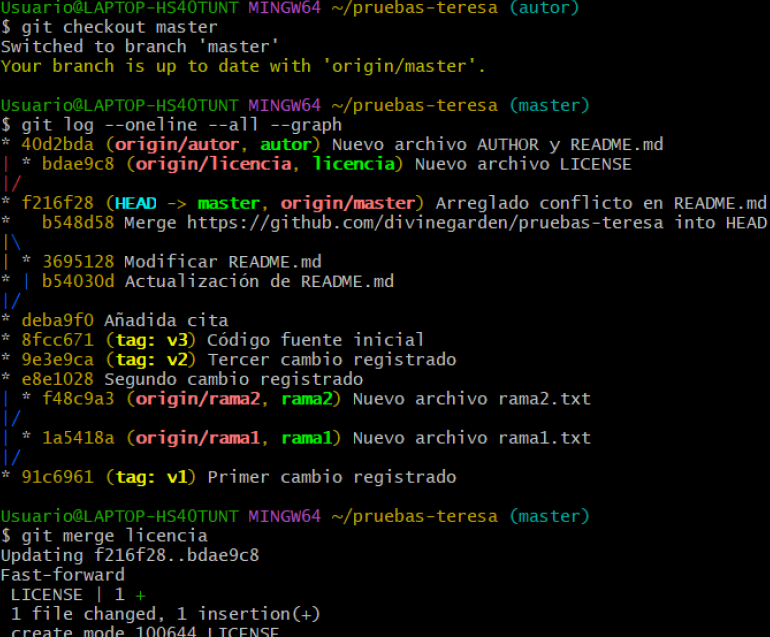 Usuario@LAPTOP-HS40TUNT MINGW64 ~/pruebas-teresa (autor)
$ git checkout master
Switched to branch 'master'
Your branch is up to date with 'origin/master'.

Usuario@LAPTOP-HS40TUNT MINGW64 ~/pruebas-teresa (master)
$ git log --oneline --all --graph
* 40d2bda (origin/autor, autor) Nuevo archivo AUTHOR y README.md
| * bdae9c8 (origin/licencia, licencia) Nuevo archivo LICENSE
|/
* f216f28 (HEAD -> master, origin/master) Arreglado conflicto en README.md
*   b548d58 Merge https://github.com/divinegarden/pruebas-teresa into HEAD
|\
| * 3695128 Modificar README.md
* | b54030d Actualización de README.md
|/
* deba9f0 Añadida cita
* 8fcc671 (tag: v3) Código fuente inicial
* 9e3e9ca (tag: v2) Tercer cambio registrado
* e8e1028 Segundo cambio registrado
| * f48c9a3 (origin/rama2, rama2) Nuevo archivo rama2.txt
|/
| * 1a5418a (origin/rama1, rama1) Nuevo archivo rama1.txt
|/
* 91c6961 (tag: v1) Primer cambio registrado

Usuario@LAPTOP-HS40TUNT MINGW64 ~/pruebas-teresa (master)
$ git merge licencia
Updating f216f28..bdae9c8
Fast-forward
 LICENSE | 1 +
 1 file changed, 1 insertion(+)
 create mode 100644 LICENSE